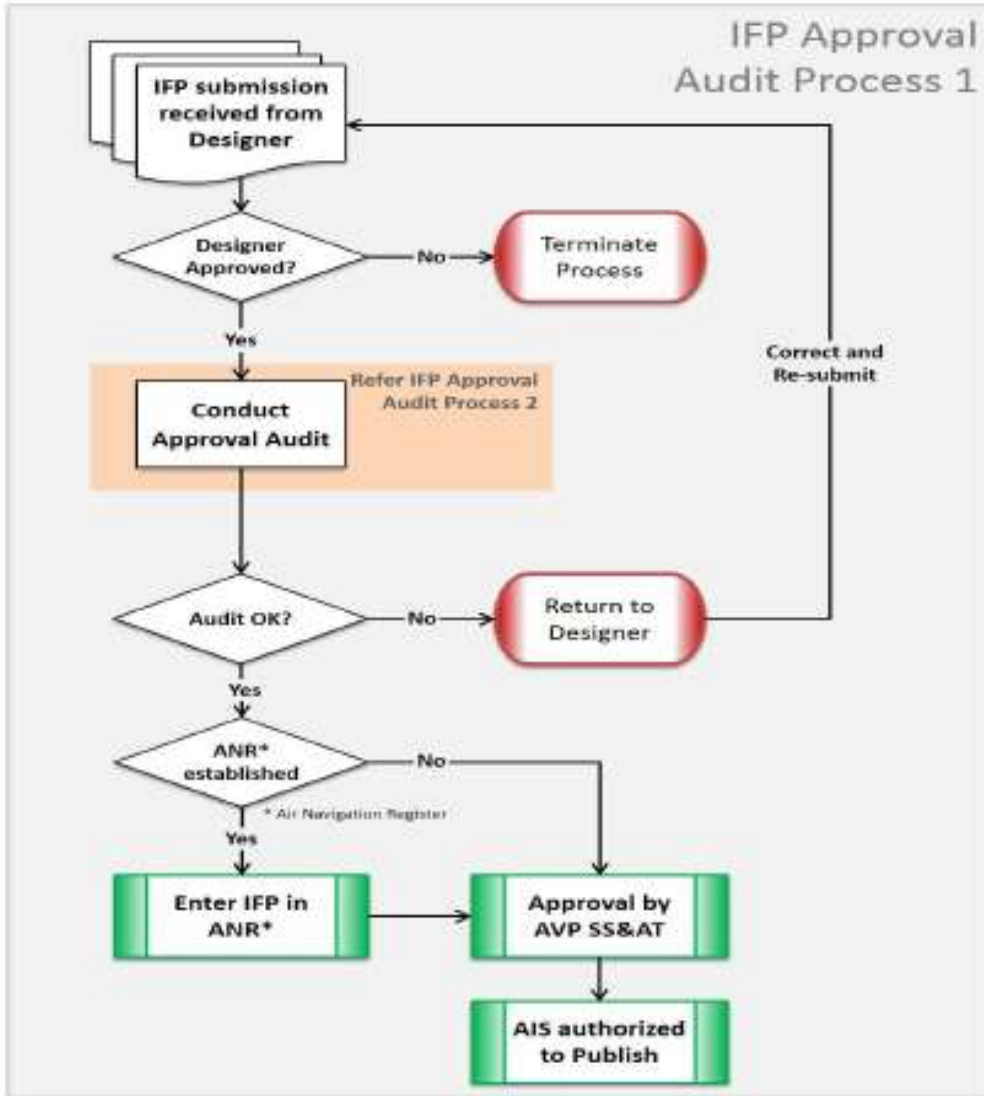 IFP Approval
Audit Process 1
IFP submission
received from
Designer
Designer
Approved?
No
Terminate
Process
Yes
Correct and
Re-submit
Refer IFP Approval
Audit Process 2
Conduct
Approval Audit
Audit OK?
No
Return to
Designer
Yes
ANR*
established
No
* Air Navigation Register
Yes
Enter IFP in
ANR*
Approval by
AVP SS&AT
AIS authorized
to Publish